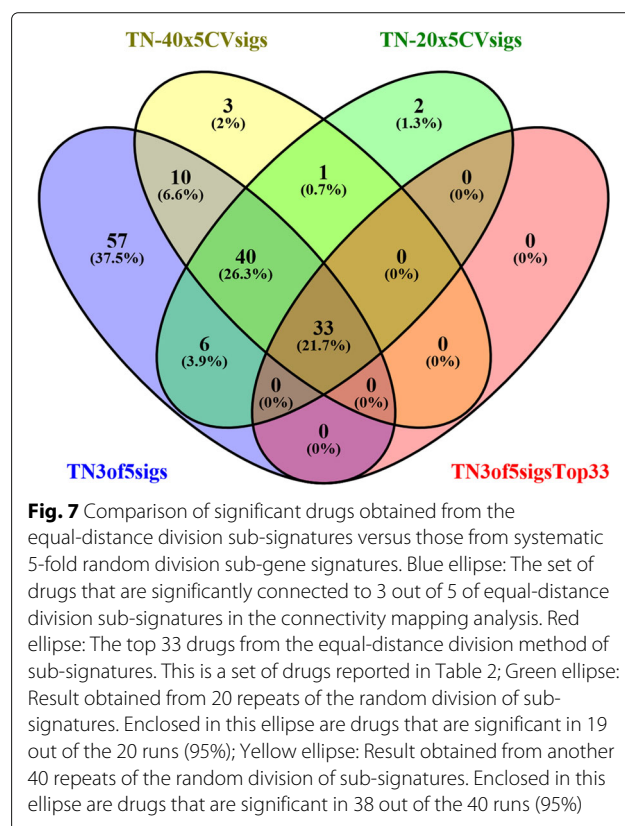 TN-40x5CVsigs
TN-20x5CVsigs
3
(2%)
2
(1.3%)
10
(6.6%)
1
(0.7%)
0
(0%)
57
(37.5%)
40
(26.3%)
0
(0%)
0
(0%)
6
(3.9%)
33
(21.7%)
0
(0%)
0
(0%)
0
(0%)
0
(0%)
TN3of5sigs
TN3of5sigsTop33
Fig. 7 Comparison of significant drugs obtained from the
equal-distance division sub-signatures versus those from systematic
5-fold random division sub-gene signatures. Blue ellipse: The set of
drugs that are significantly connected to 3 out of 5 of equal-distance
division sub-signatures in the connectivity mapping analysis. Red
ellipse: The top 33 drugs from the equal-distance division method of
sub-signatures. This is a set of drugs reported in Table 2; Green ellipse:
Result obtained from 20 repeats of the random division of sub-
signatures. Enclosed in this ellipse are drugs that are significant in 19
out of the 20 runs (95%); Yellow ellipse: Result obtained from another
40 repeats of the random division of sub-signatures. Enclosed in this
ellipse are drugs that are significant in 38 out of the 40 runs (95%)